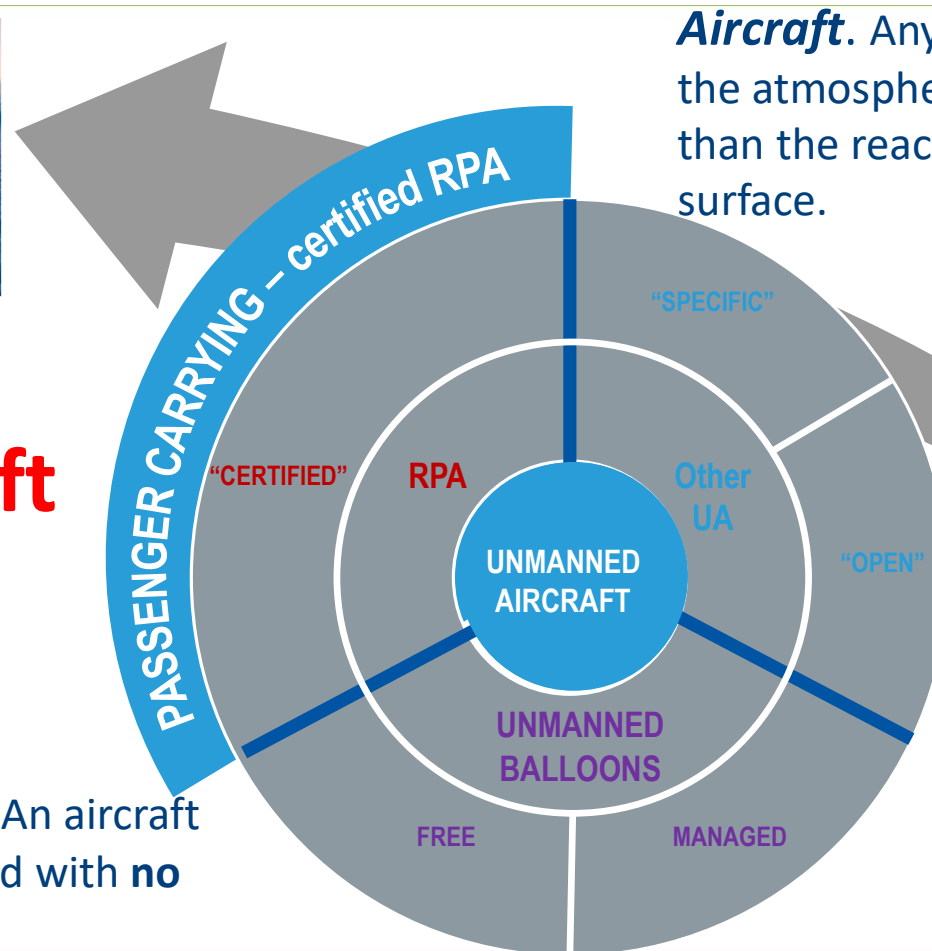 Aircraft. Any
the atmosphe
than the reac
surface.
PASSENGER CARRYING – certified RPA
"SPECIFIC"
ft
"CERTIFIED"
RPA
Other
UA
"OPEN"
UNMANNED
AIRCRAFT
UNMANNED
BALLOONS
An aircraft
d with no
FREE
MANAGED